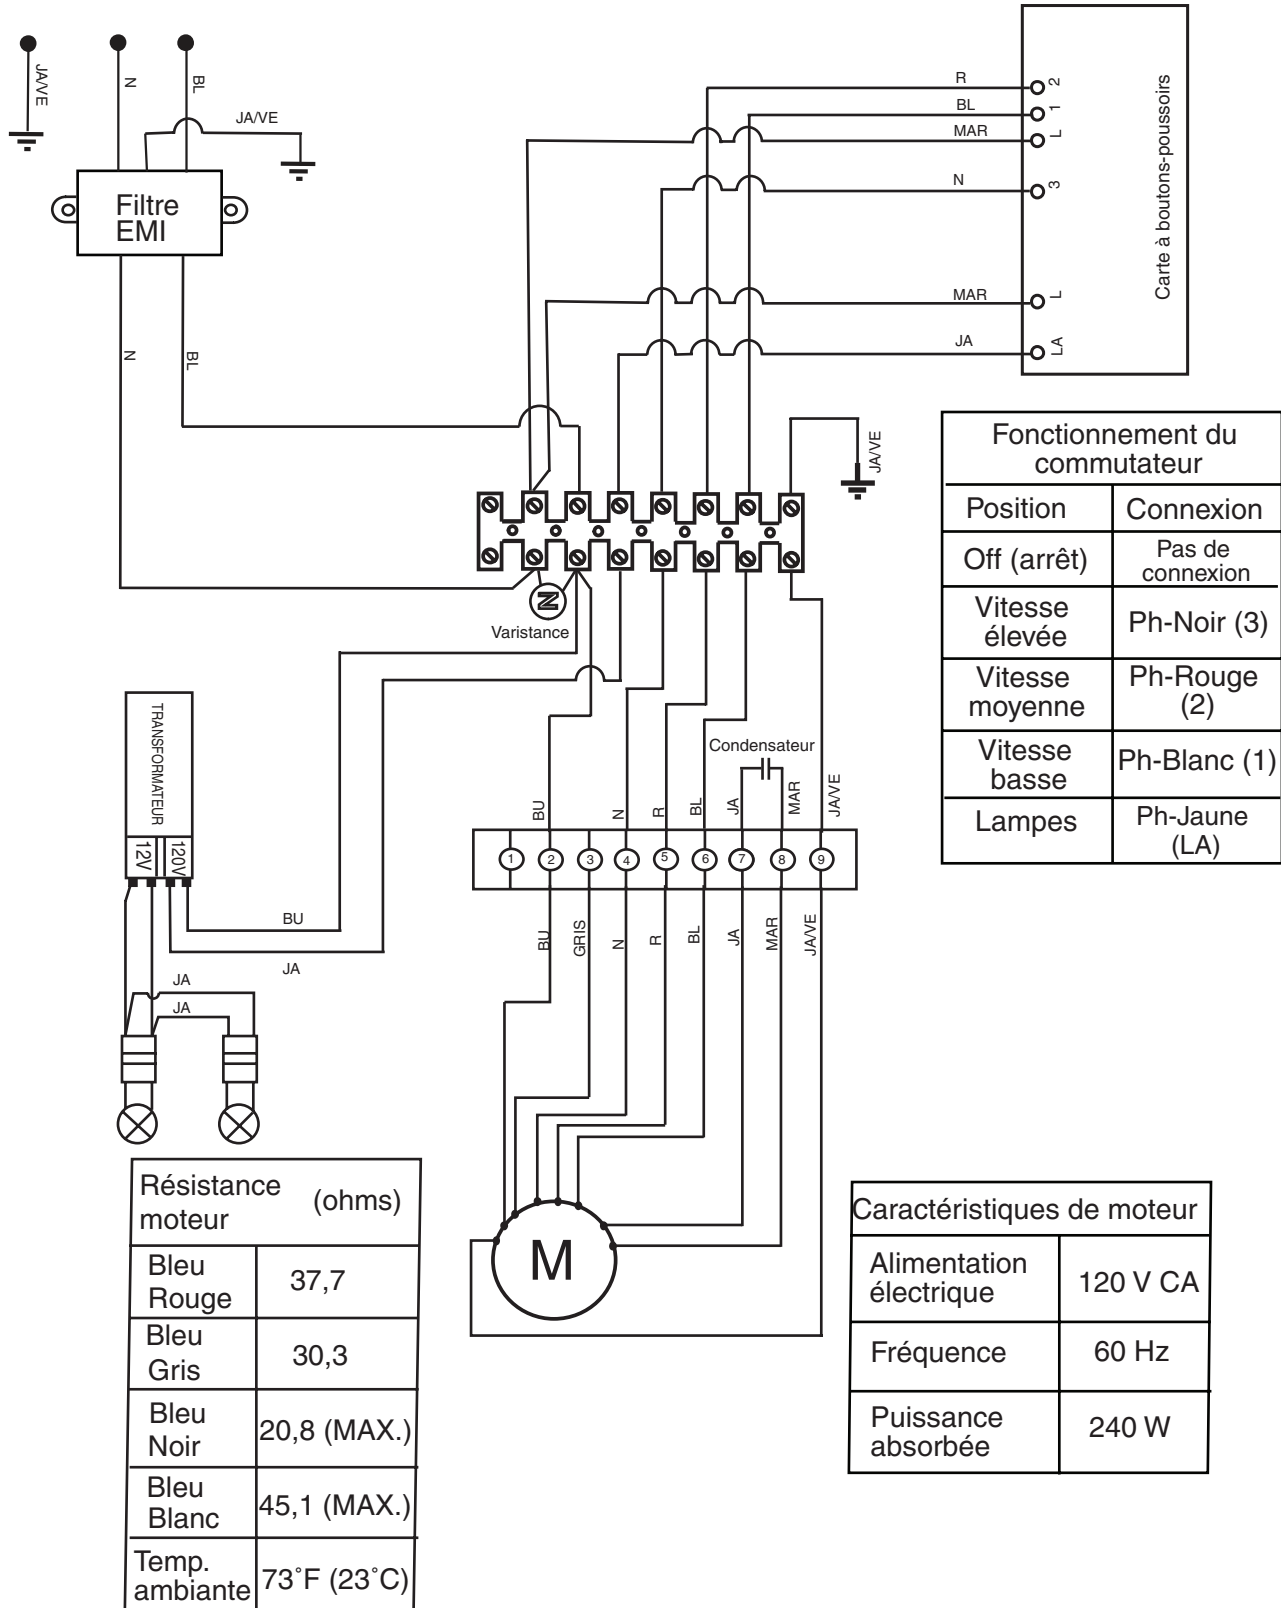 JA/VE
N
BL
JA/VE
Filtre
EMI
N
BL
R
BL
MAR
N
MAR
JA
2
1
L
3
L
LA
Carte à boutons-poussoirs
JA/VE
Varistance
Fonctionnement du
commutateur
Position
Connexion
Off (arrêt)
Pas de
connexion
Vitesse
élevée
Ph-Noir (3)
Vitesse
moyenne
Ph-Rouge
(2)
Vitesse
basse
Ph-Blanc (1)
Lampes
Ph-Jaune
(LA)
TRANSFORMATEUR
12V
120V
BU
JA
JA
JA
Condensateur
BU
N
R
BL
JA
MAR
JA/VE
1
2
3
4
5
6
7
8
9
BU
GRIS
N
R
BL
JA
MAR
JA/VE
M
Résistance
moteur
(ohms)
Bleu
Rouge
37,7
Bleu
Gris
30,3
Bleu
Noir
20,8 (MAX.)
Bleu
Blanc
45,1 (MAX.)
Temp.
ambiante
73˚F (23˚C)
Caractéristiques de moteur
Alimentation
électrique
120 V CA
Fréquence
60 Hz
Puissance
absorbée
240 W